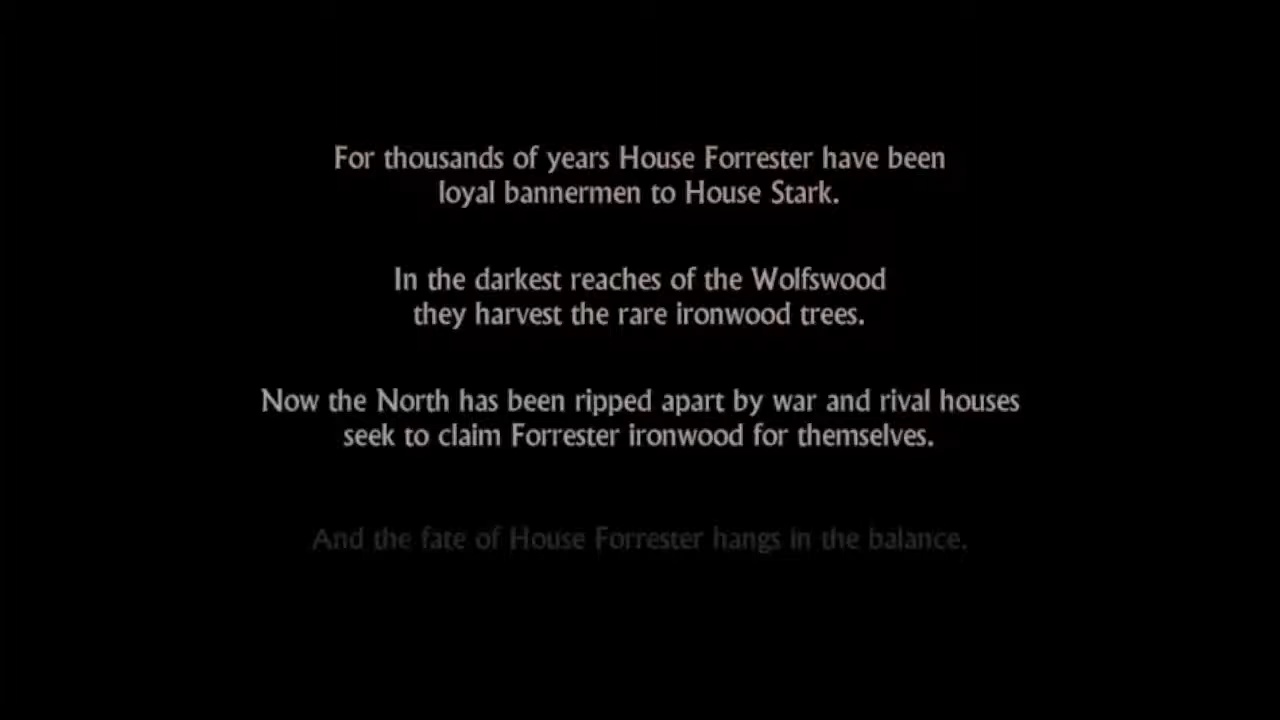 For thousands of years House Forrester have been
loyal bannermen to House Stark.
In the darkest reaches of the Wolfswood
they harvest the rare ironwood trees.
Now the North has been ripped apart by war and rival houses
seek to claim Forrester ironwood for themselves.
And the fate of House Forrester hangs in the balance.